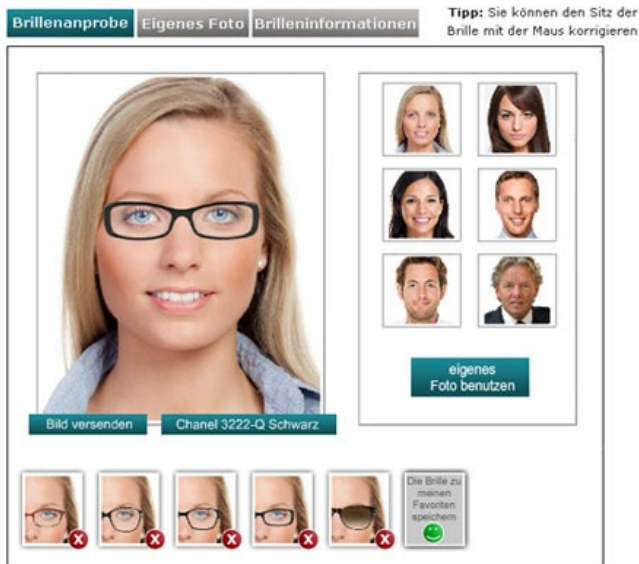 Brillenanprobe
Eigenes Foto
Brilleninformationen
Tipp: Sie können den Sitz der
Brille mit der Maus korrigieren
eigenes
Foto benutzen
Bild versenden
Chanel 3222-Q Schwarz
X
X
X
X
X
Die Brille zu
meinen
Favoriten
speichern